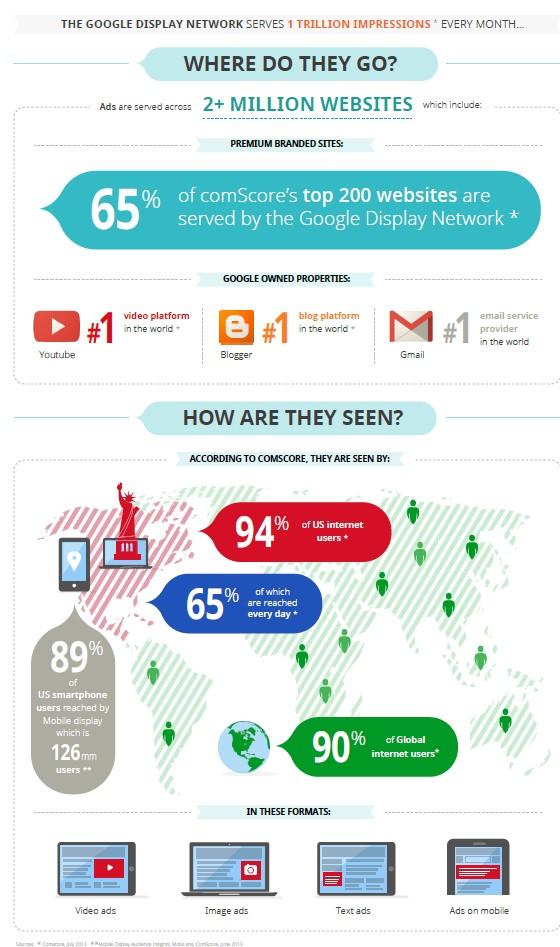 THE GOOGLE DISPLAY NETWORK SERVES 1 TRILLION IMPRESSIONS * EVERY MONTH...
WHERE DO THEY GO?
Ads are served across 2+ MILLION WEBSITES which include:
PREMIUM BRANDED SITES:
65% of comScore's top 200 websites are
served by the Google Display Network *
GOOGLE OWNED PROPERTIES:
#1 video platform
in the world *
Youtube
#1 blog platform
in the world *
Blogger
#1 email service
provider
in the world
Gmail
HOW ARE THEY SEEN?
ACCORDING TO COMSCORE, THEY ARE SEEN BY:
94% of US internet
users *
65% of which
are reached
every day *
89%
of
US smartphone
users reached by
Mobile display
which is
126mm
users **
90% of Global
internet users*
IN THESE FORMATS:
Video ads
Image ads
Text ads
Ads on mobile
Sources: * Comscore, July 2013 **Mobile Display Audience Insights, MobiLens, ComScore, June 2013